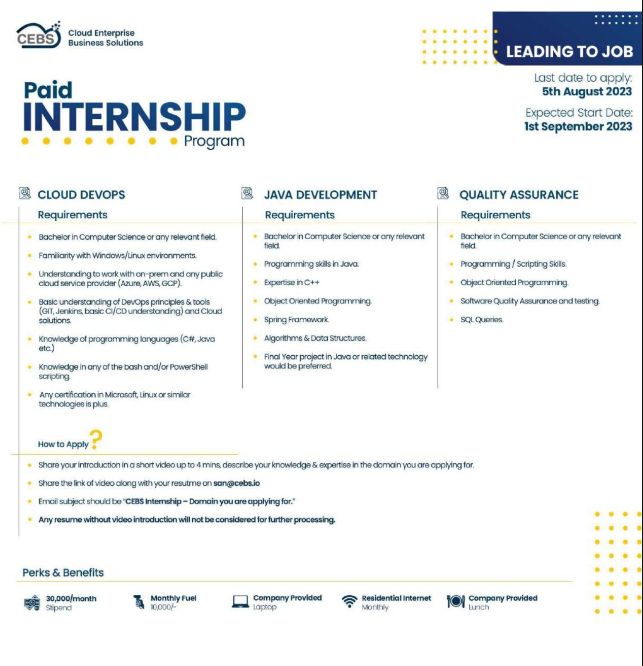 CEBS
Cloud Enterprise
Business Solutions
LEADING TO JOB
Last date to apply:
5th August 2023
Expected Start Date:
1st September 2023
Paid
INTERNSHIP
Program
CLOUD DEVOPS
Requirements
Bachelor in Computer Science or any relevant field.
Familiarity with Windows/Linux environments.
Understanding to work with on-prem and any public
cloud service provider (Azure, AWS, GCP).
Basic understanding of DevOps principles & tools
(GIT, Jenkins, basic CI/CD understanding) and Cloud
solutions.
Knowledge of programming languages (C#, Java
etc.)
Knowledge in any of the bash and/or PowerShell
scripting.
Any certification in Microsoft, Linux or similar
technologies is plus.
JAVA DEVELOPMENT
Requirements
Bachelor in Computer Science or any relevant
field.
Programming skills in Java.
Expertise in C++
Object Oriented Programming.
Spring Framework.
Algorithms & Data Structures.
Final Year project in Java or related technology
would be preferred.
QUALITY ASSURANCE
Requirements
Bachelor in Computer Science or any relevant
field.
Programming / Scripting Skills.
Object Oriented Programming.
Software Quality Assurance and testing.
SQL Queries.
How to Apply?
Share your introduction in a short video up to 4 mins, describe your knowledge & expertise in the domain you are applying for.
Share the link of video along with your resume on san@cebs.io
Email subject should be “CEBS Internship – Domain you are applying for.”
Any resume without video introduction will not be considered for further processing.
Perks & Benefits
30,000/month
Stipend
Monthly Fuel
10,000/-
Company Provided
Laptop
Residential Internet
Monthly
Company Provided
Lunch